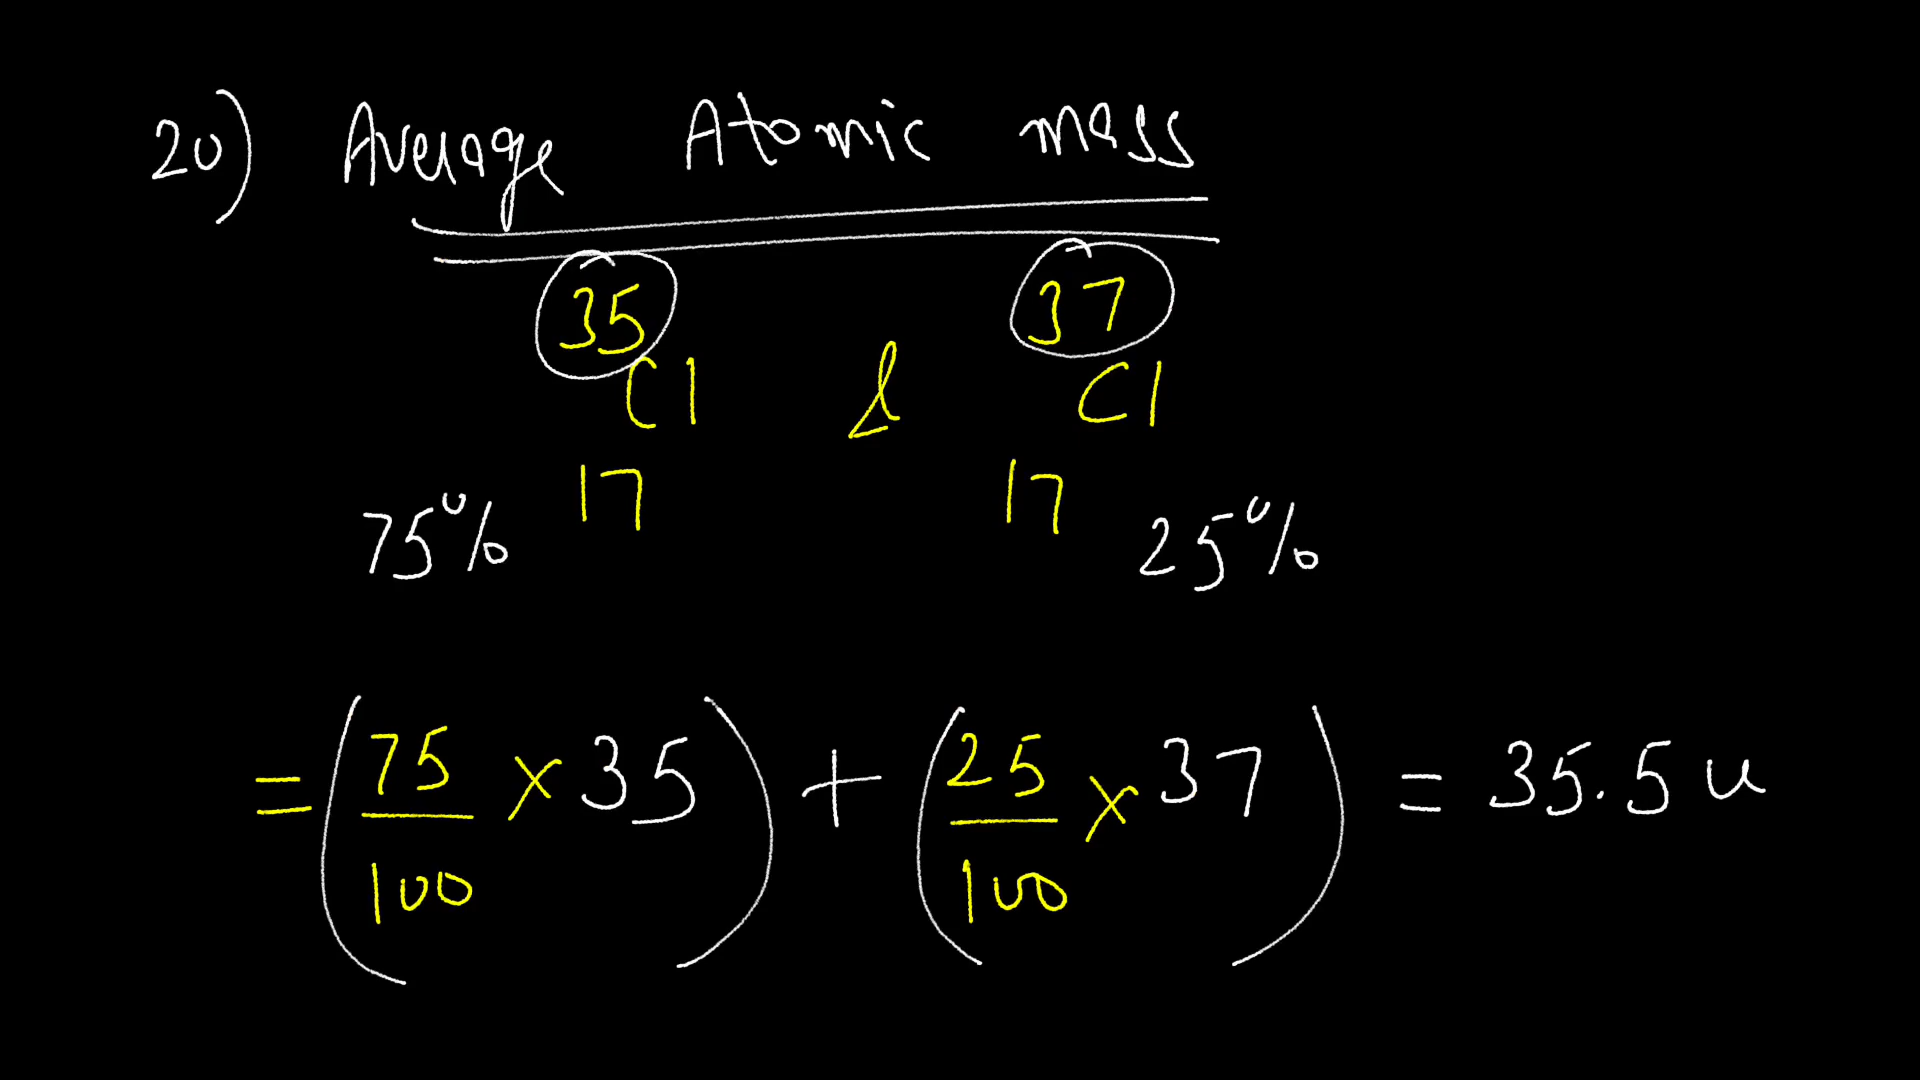 20) Average Atomic mass
35 37
Cl & Cl
17 17
75% 25%
= (75/100 × 35) + (25/100 × 37) = 35.5 u